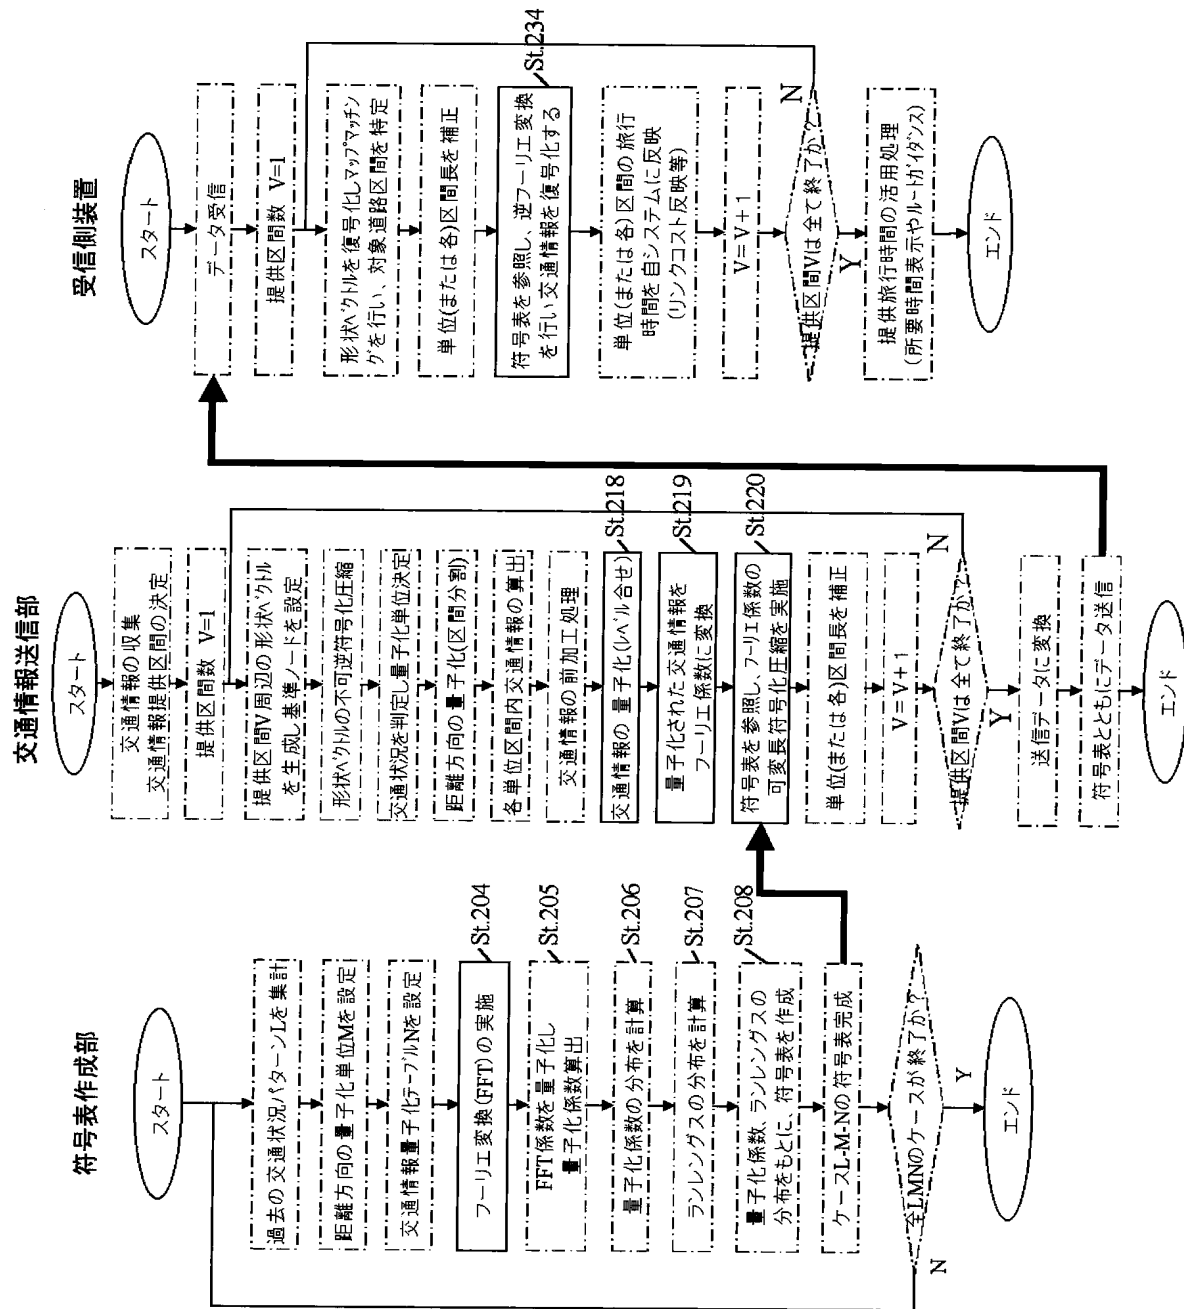 符号表作成部
スタート
過去の交通状況パターンLを集計
距離方向の量子化単位Mを設定
交通情報量子化テーブルNを設定
フーリエ変換(FFT)の実施
St.204
FFT係数を量子化し
量子化係数算出
St.205
量子化係数の分布を計算
St.206
ランレングスの分布を計算
St.207
量子化係数、ランレングスの
分布をもとに、符号表を作成
St.208
ケースL-M-Nの符号表完成
全LMNのケースが終了か?
N
Y
エンド
交通情報送信部
スタート
交通情報の収集
交通情報提供区間の決定
提供区間数 V=1
提供区間V周辺の形状ベクトル
を生成し基準ノードを設定
形状ベクトルの不可逆符号化圧縮
交通状況を判定し量子化単位決定
距離方向の量子化(区間分割)
各単位区間内交通情報の算出
交通情報の前加工処理
交通情報の量子化(レベル合せ)
St.218
量子化された交通情報を
フーリエ係数に変換
St.219
符号表を参照し、フーリエ係数の
可変長符号化圧縮を実施
St.220
単位(または各)区間長を補正
V=V+1
提供区間Vは全て終了か?
N
Y
送信データに変換
符号表とともにデータ送信
エンド
受信側装置
スタート
データ受信
提供区間数 V=1
形状ベクトルを復号化しマップマッチン
グを行い、対象道路区間を特定
単位(または各)区間長を補正
符号表を参照し、逆フーリエ変換
を行い交通情報を復号化する
St.234
単位(または各)区間の旅行
時間を自システムに反映
(リンクコスト反映等)
V=V+1
提供区間Vは全て終了か?
N
Y
提供旅行時間の活用処理
(所要時間表示やルートガイダンス)
エンド